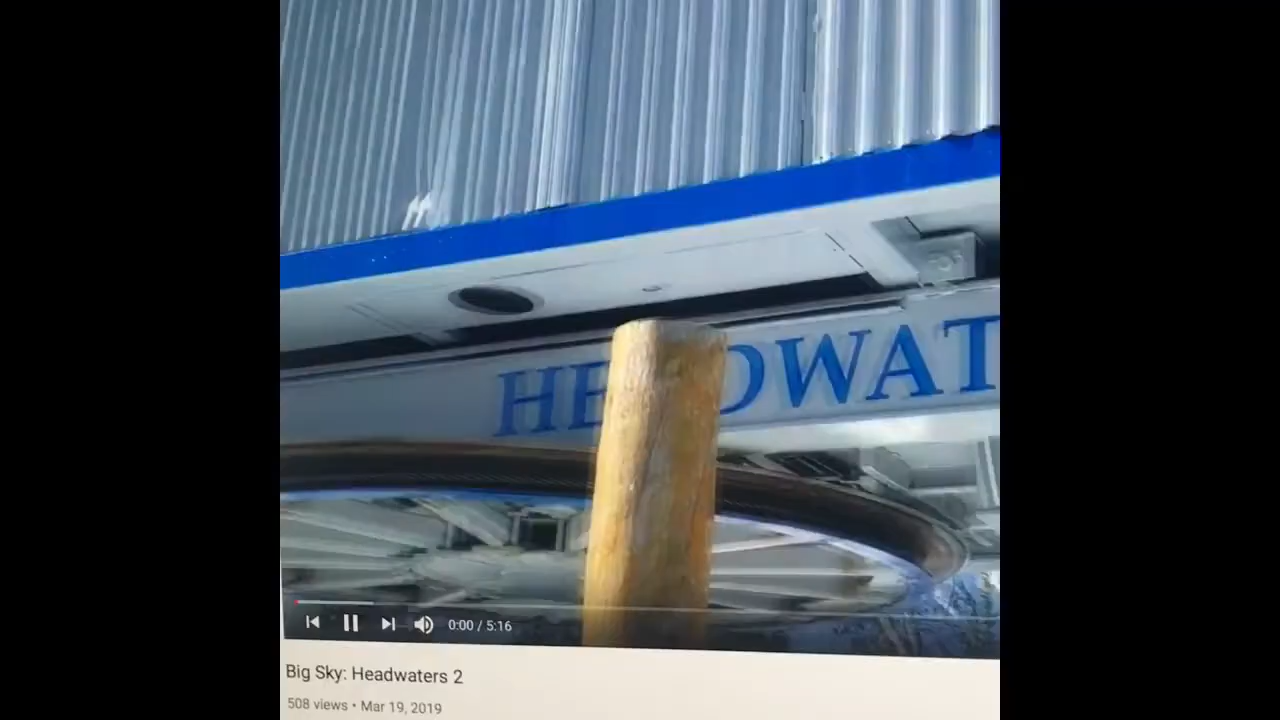 HE DWAT
0:00 / 5:16
Big Sky: Headwaters 2
508 views • Mar 19, 2019